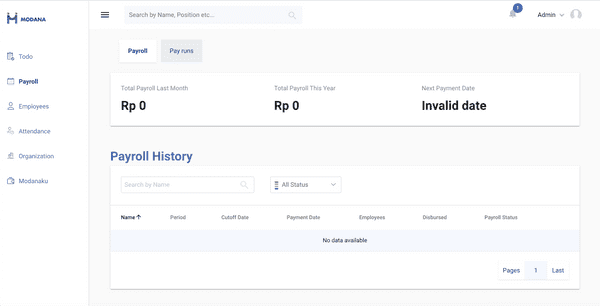 MODANA
Search by Name, Position etc...
Admin
Todo
Payroll
Employees
Attendance
Organization
Modanaku
Payroll
Pay runs
Total Payroll Last Month
Total Payroll This Year
Next Payment Date
Rp 0
Rp 0
Invalid date
Payroll History
Search by Name
All Status
Name
Period
Cutoff Date
Payment Date
Employees
Disbursed
Payroll Status
No data available
Pages
1
Last